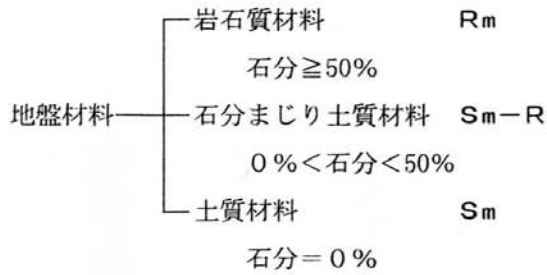 岩石質材料 Rm
石分≧50%
地盤材料 石分まじり土質材料 Sm－R
0%＜石分＜50%
土質材料 Sm
石分＝0%